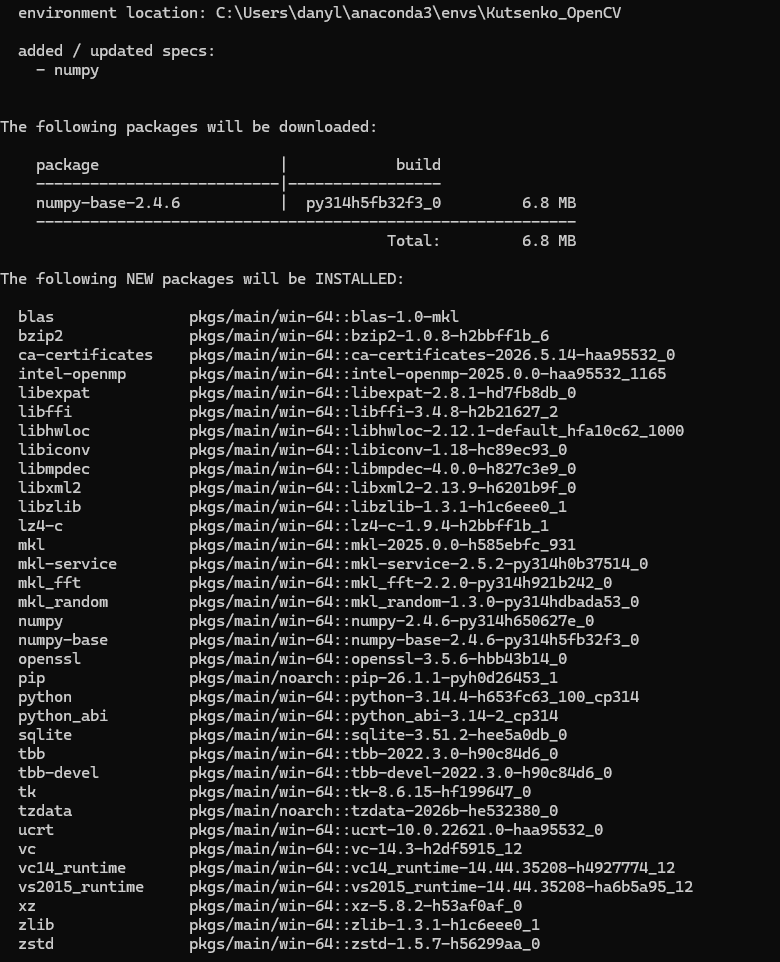 environment location: C:\Users\danyl\anaconda3\envs\Kutsenko_OpenCV
added / updated specs:
- numpy
The following packages will be downloaded:
package | build
---------------------------|-----------------
numpy-base-2.4.6 | py314h5fb32f3_0 6.8 MB
------------------------------------------------------------
Total: 6.8 MB
The following NEW packages will be INSTALLED:
blas pkgs/main/win-64::blas-1.0-mkl
bzip2 pkgs/main/win-64::bzip2-1.0.8-h2bbff1b_6
ca-certificates pkgs/main/win-64::ca-certificates-2026.5.14-haa95532_0
intel-openmp pkgs/main/win-64::intel-openmp-2025.0.0-haa95532_1165
libexpat pkgs/main/win-64::libexpat-2.8.1-hd7fb8db_0
libffi pkgs/main/win-64::libffi-3.4.8-h2b21627_2
libhwloc pkgs/main/win-64::libhwloc-2.12.1-default_hfa10c62_1000
libiconv pkgs/main/win-64::libiconv-1.18-hc89ec93_0
libmpdec pkgs/main/win-64::libmpdec-4.0.0-h827c3e9_0
libxml2 pkgs/main/win-64::libxml2-2.13.9-h6201b9f_0
libzlib pkgs/main/win-64::libzlib-1.3.1-h1c6eee0_1
lz4-c pkgs/main/win-64::lz4-c-1.9.4-h2bbff1b_1
mkl pkgs/main/win-64::mkl-2025.0.0-h585ebfc_931
mkl-service pkgs/main/win-64::mkl-service-2.5.2-py314h0b37514_0
mkl_fft pkgs/main/win-64::mkl_fft-2.2.0-py314h921b242_0
mkl_random pkgs/main/win-64::mkl_random-1.3.0-py314hdbada53_0
numpy pkgs/main/win-64::numpy-2.4.6-py314h650627e_0
numpy-base pkgs/main/win-64::numpy-base-2.4.6-py314h5fb32f3_0
openssl pkgs/main/win-64::openssl-3.5.6-hbb43b14_0
pip pkgs/main/noarch::pip-26.1.1-pyh0d26453_1
python pkgs/main/win-64::python-3.14.4-h653fc63_100_cp314
python_abi pkgs/main/win-64::python_abi-3.14-2_cp314
sqlite pkgs/main/win-64::sqlite-3.51.2-hee5a0db_0
tbb pkgs/main/win-64::tbb-2022.3.0-h90c84d6_0
tbb-devel pkgs/main/win-64::tbb-devel-2022.3.0-h90c84d6_0
tk pkgs/main/win-64::tk-8.6.15-hf199647_0
tzdata pkgs/main/noarch::tzdata-2026b-he532380_0
ucrt pkgs/main/win-64::ucrt-10.0.22621.0-haa95532_0
vc pkgs/main/win-64::vc-14.3-h2df5915_12
vc14_runtime pkgs/main/win-64::vc14_runtime-14.44.35208-h4927774_12
vs2015_runtime pkgs/main/win-64::vs2015_runtime-14.44.35208-ha6b5a95_12
xz pkgs/main/win-64::xz-5.8.2-h53af0af_0
zlib pkgs/main/win-64::zlib-1.3.1-h1c6eee0_1
zstd pkgs/main/win-64::zstd-1.5.7-h56299aa_0